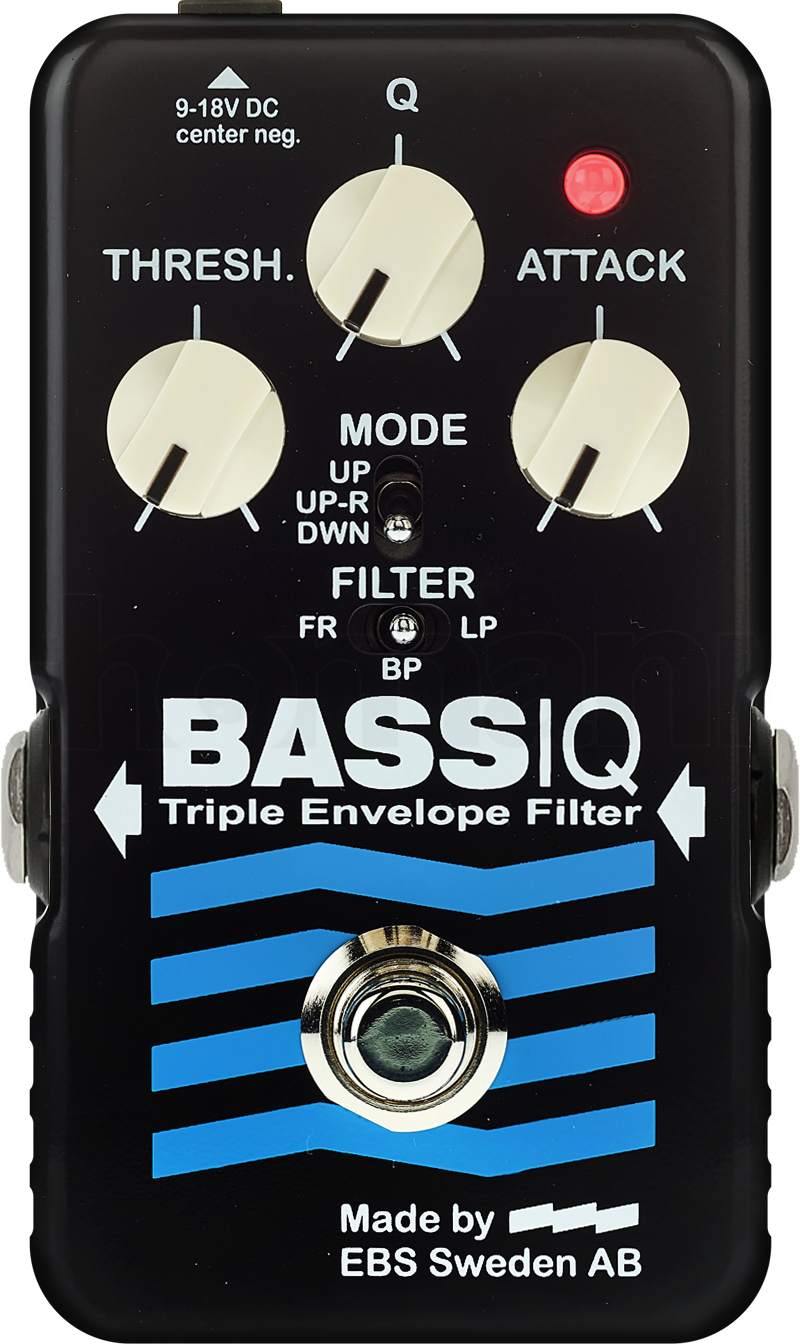 9-18V DC
center neg.
Q
THRESH.
ATTACK
MODE
UP
UP-R
DWN
FILTER
FR
LP
BP
BASSIQ
Triple Envelope Filter
Made by
EBS Sweden AB
thomann